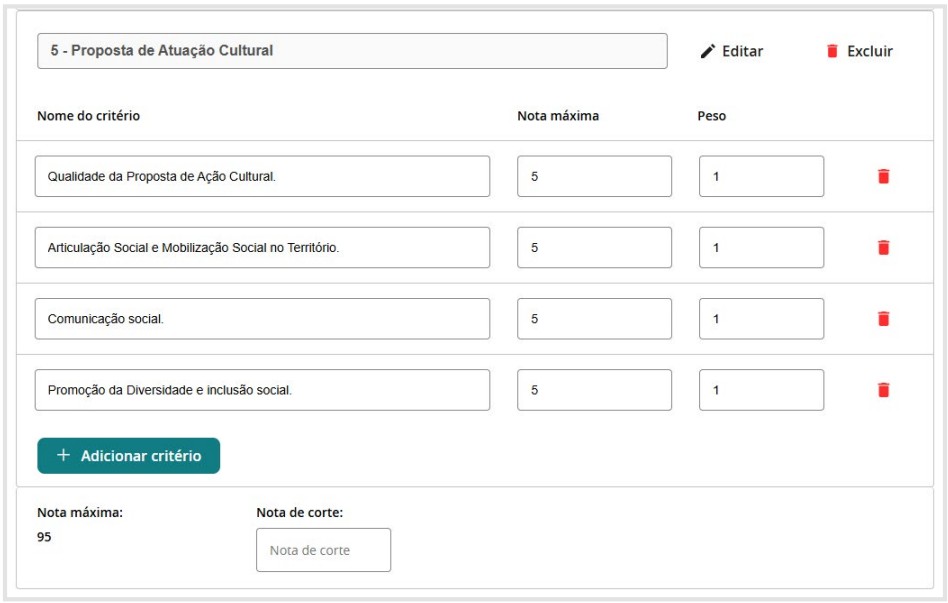 5 - Proposta de Atuação Cultural
Editar
Excluir
Nome do critério
Nota máxima
Peso
Qualidade da Proposta de Ação Cultural.
5
1
Articulação Social e Mobilização Social no Território.
5
1
Comunicação social.
5
1
Promoção da Diversidade e inclusão social.
5
1
+ Adicionar critério
Nota máxima:
95
Nota de corte:
Nota de corte